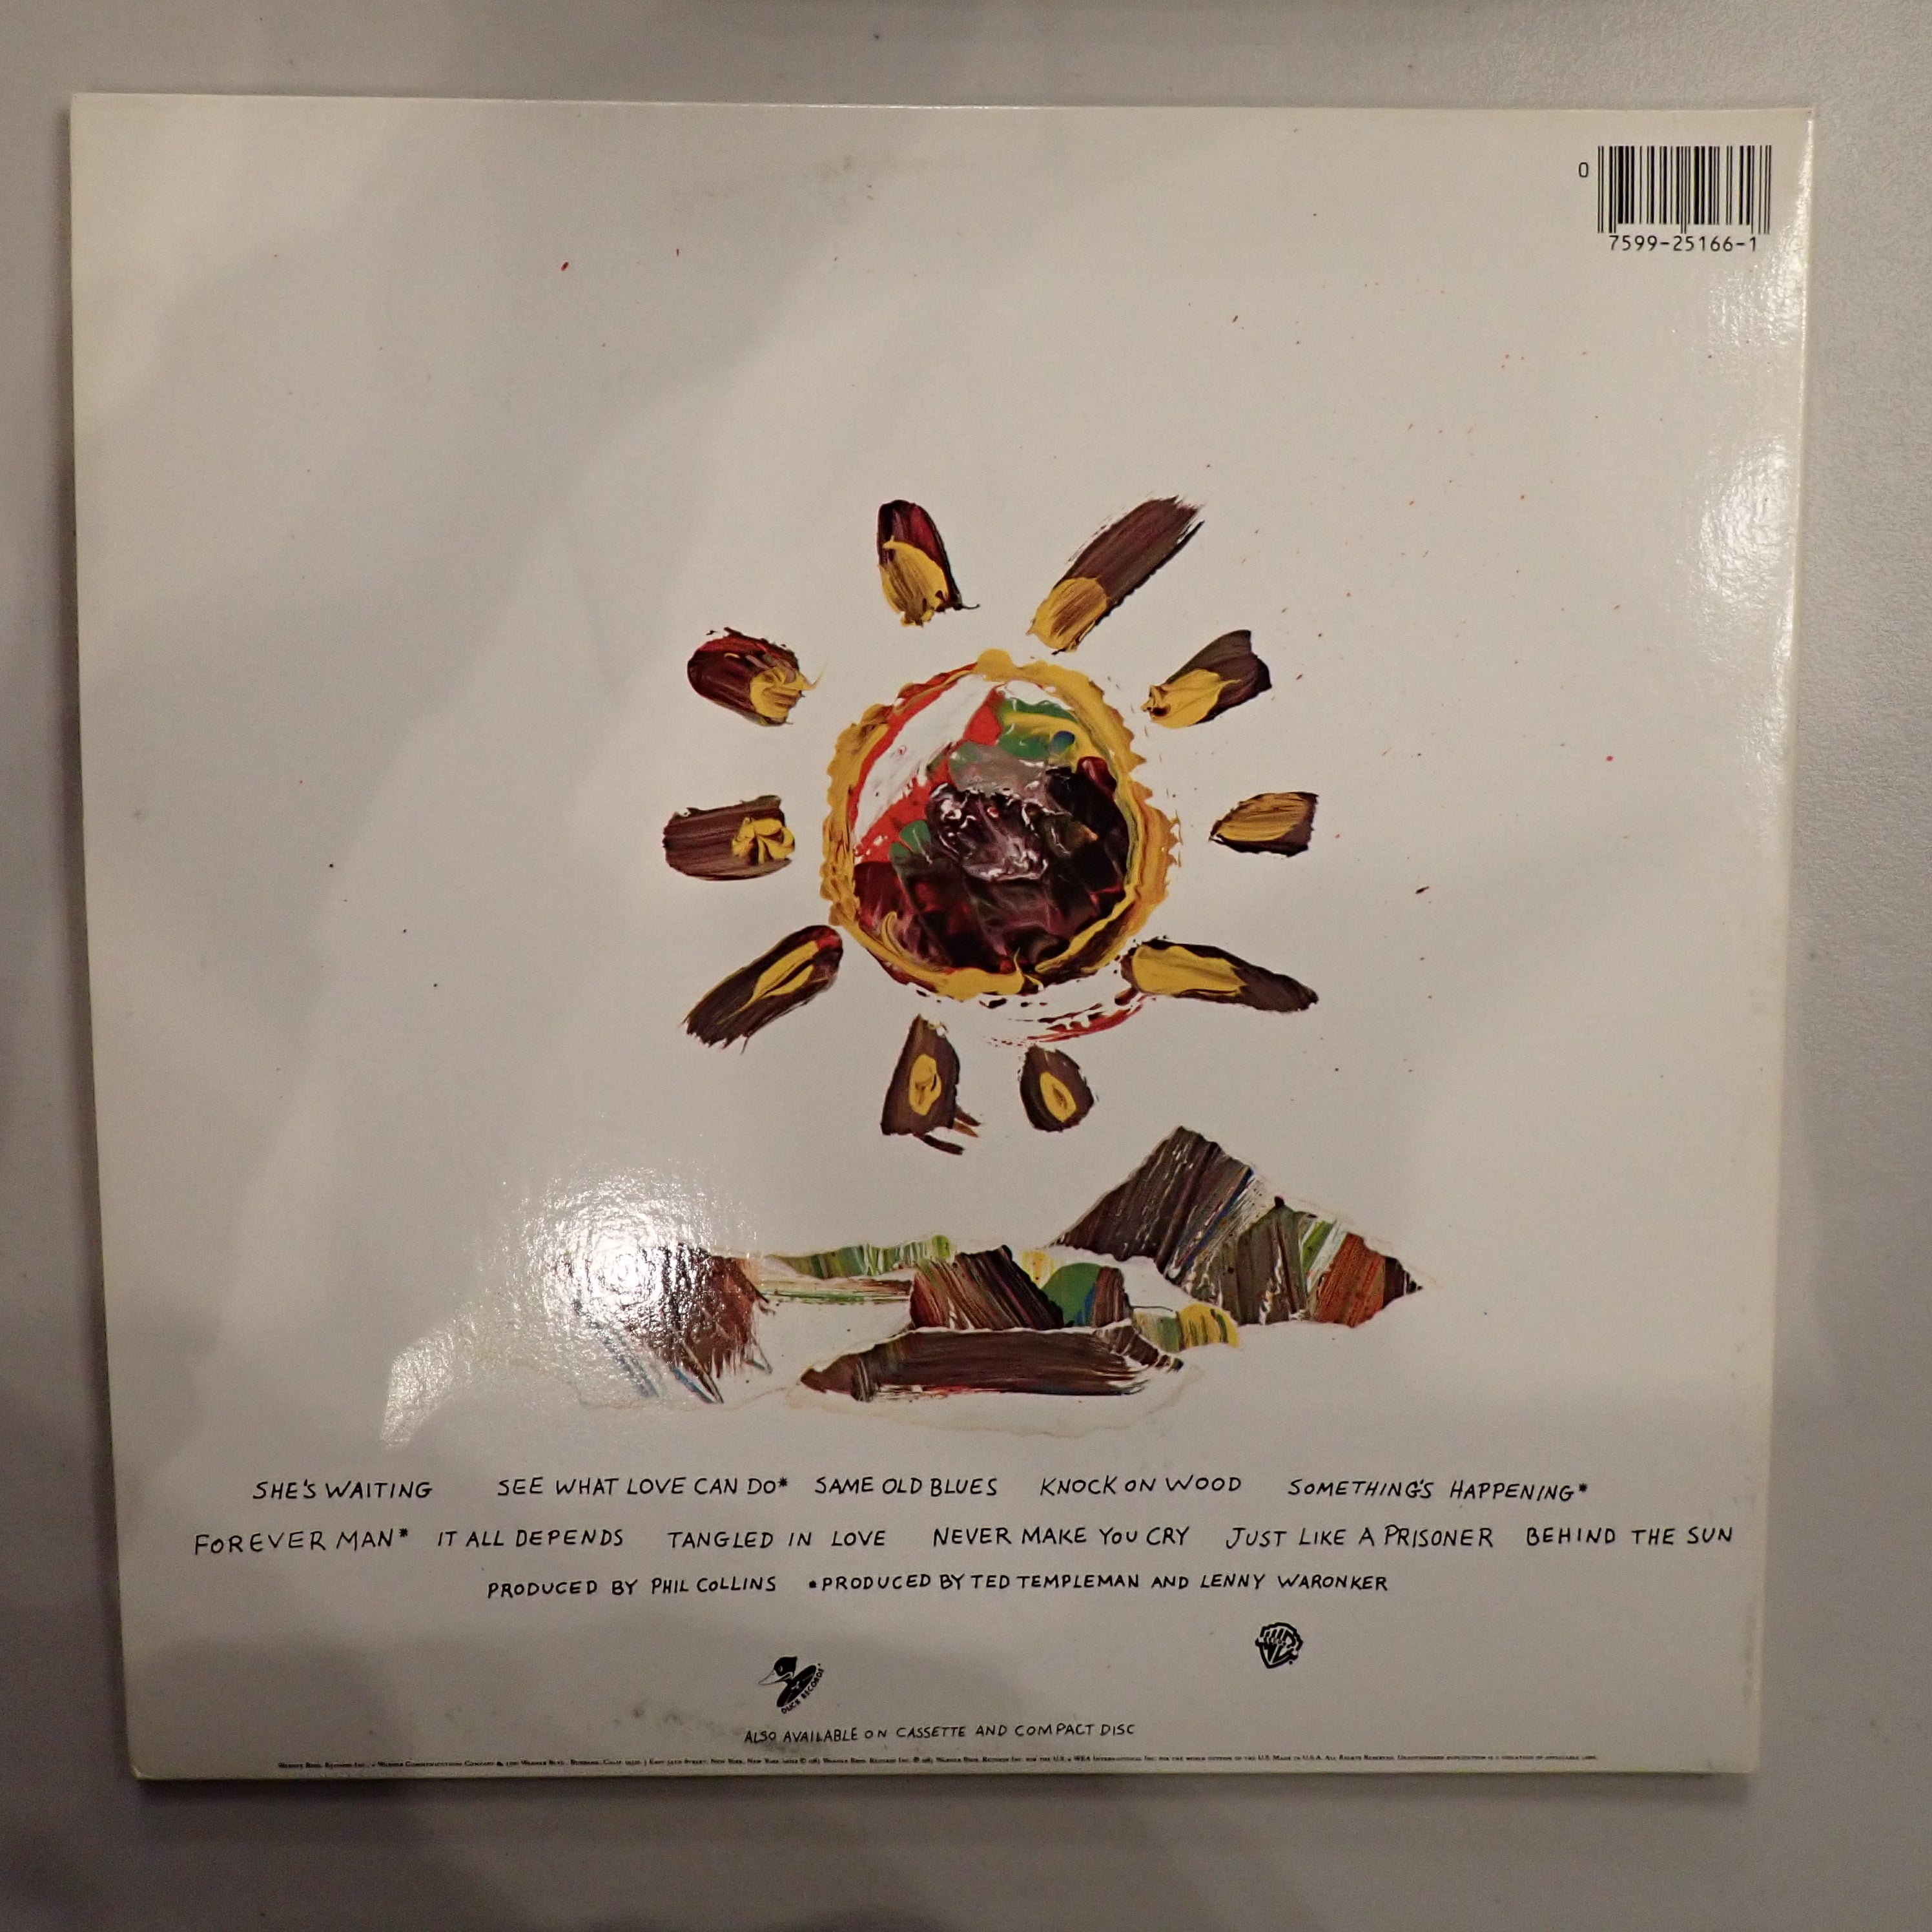 0
7599-25166-1
SHE'S WAITING SEE WHAT LOVE CAN DO* SAME OLD BLUES KNOCK ON WOOD SOMETHING'S HAPPENING*
FOREVER MAN* IT ALL DEPENDS TANGLED IN LOVE NEVER MAKE YOU CRY JUST LIKE A PRISONER BEHIND THE SUN
PRODUCED BY PHIL COLLINS *PRODUCED BY TED TEMPLEMAN AND LENNY WARONKER
DUCK RECORDS
ALSO AVAILABLE ON CASSETTE AND COMPACT DISC